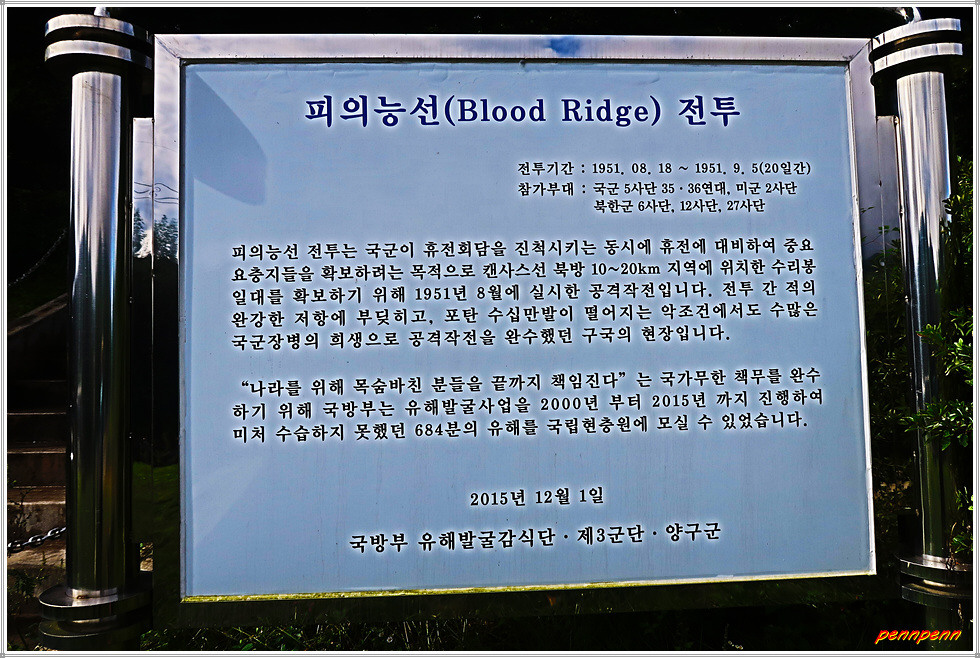 피의능선(Blood Ridge) 전투
전투기간 : 1951. 08. 18 ~ 1951. 9. 5(20일간)
참가부대 : 국군 5사단 35 · 36연대, 미군 2사단
북한군 6사단, 12사단, 27사단
피의능선 전투는 국군이 휴전회담을 진척시키는 동시에 휴전에 대비하여 중요
요충지들을 확보하려는 목적으로 캔사스선 북방 10~20km 지역에 위치한 수리봉
일대를 확보하기 위해 1951년 8월에 실시한 공격작전입니다. 전투 간 적의
완강한 저항에 부딪히고, 포탄 수십만발이 떨어지는 악조건에서도 수많은
국군장병의 희생으로 공격작전을 완수했던 구국의 현장입니다.
“나라를 위해 목숨바친 분들을 끝까지 책임진다” 는 국가무한 책무를 완수
하기 위해 국방부는 유해발굴사업을 2000년 부터 2015년 까지 진행하여
미처 수습하지 못했던 684분의 유해를 국립현충원에 모실 수 있었습니다.
2015년 12월 1일
국방부 유해발굴감식단 · 제3군단 · 양구군
pennpenn